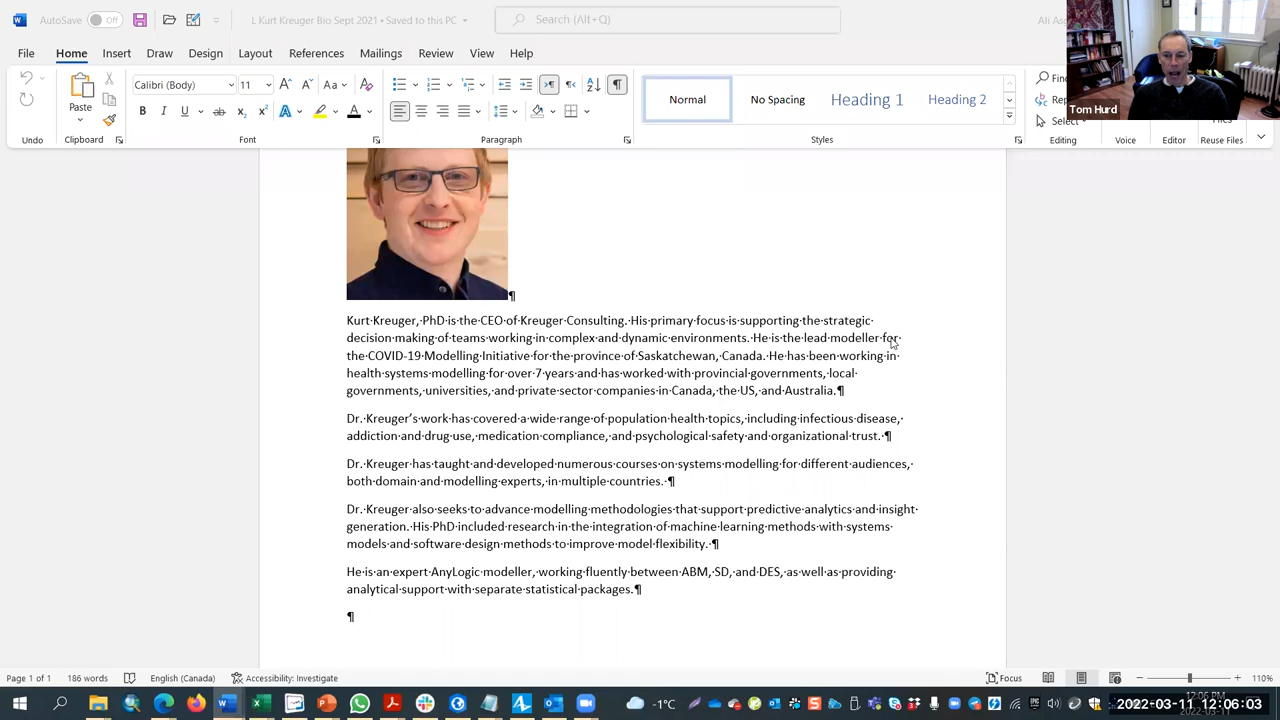 AutoSave Off L Kurt Kreuger Bio Sept 2021 • Saved to this PC Search (Alt+Q) Ali
File Home Insert Draw Design Layout References Mailings Review View Help
Paste Calibri (Body) 11 Normal No Spacing Heading 1 Heading 2 Select
Undo Clipboard Font Paragraph Styles Editing Voice Editor Reuse Files
Tom Hurd
Kurt Kreuger, PhD is the CEO of Kreuger Consulting. His primary focus is supporting the strategic
decision making of teams working in complex and dynamic environments. He is the lead modeller for
the COVID-19 Modelling Initiative for the province of Saskatchewan, Canada. He has been working in
health systems modelling for over 7 years and has worked with provincial governments, local
governments, universities, and private sector companies in Canada, the US, and Australia.¶
Dr. Kreuger’s work has covered a wide range of population health topics, including infectious disease,
addiction and drug use, medication compliance, and psychological safety and organizational trust. ¶
Dr. Kreuger has taught and developed numerous courses on systems modelling for different audiences,
both domain and modelling experts, in multiple countries. ¶
Dr. Kreuger also seeks to advance modelling methodologies that support predictive analytics and insight
generation. His PhD included research in the integration of machine learning methods with systems
models and software design methods to improve model flexibility. ¶
He is an expert AnyLogic modeller, working fluently between ABM, SD, and DES, as well as providing
analytical support with separate statistical packages.¶
Page 1 of 1 186 words English (Canada) Accessibility: Investigate Focus 110%
-1°C 12:06 PM
2022-03-11 12:06:03